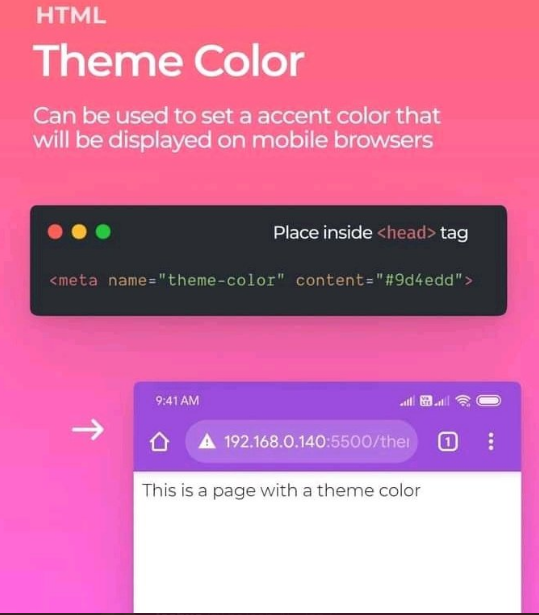 HTML
Theme Color
Can be used to set a accent color that
will be displayed on mobile browsers
Place inside <head> tag
<meta name="theme-color" content="#9d4edd">
9:41 AM
192.168.0.140:5500/the
1
This is a page with a theme color